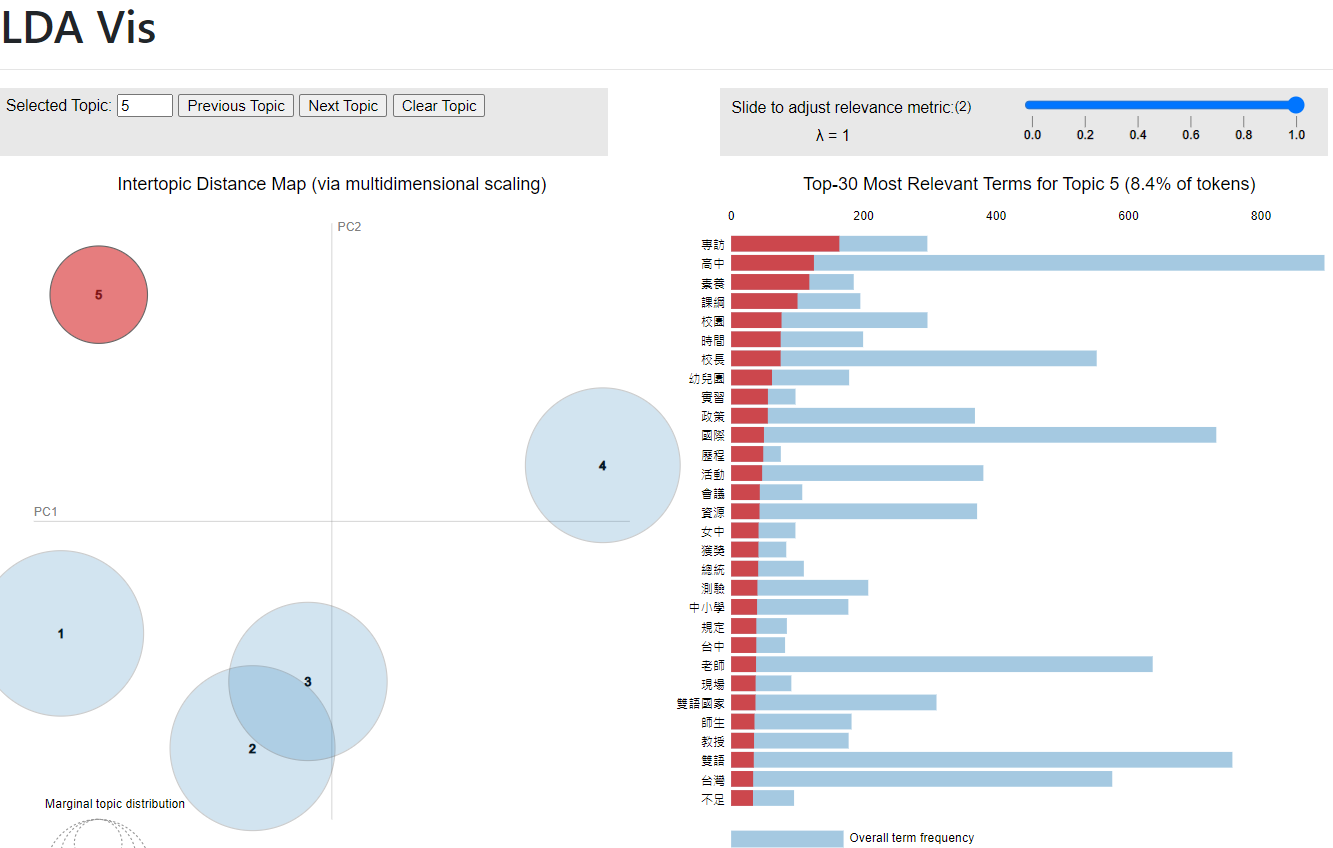 LDA Vis
Selected Topic: 5 Previous Topic Next Topic Clear Topic
Slide to adjust relevance metric:(2)
λ = 1
0.0 0.2 0.4 0.6 0.8 1.0
Intertopic Distance Map (via multidimensional scaling)
PC2
PC1
5
4
1
3
2
Marginal topic distribution
Top-30 Most Relevant Terms for Topic 5 (8.4% of tokens)
0 200 400 600 800
專訪
高中
素養
課綱
校園
時間
校長
幼兒園
實習
政策
國際
歷程
活動
會議
資源
女中
獲獎
總統
測驗
中小學
規定
台中
老師
現場
雙語國家
師生
教授
雙語
台灣
不足
Overall term frequency